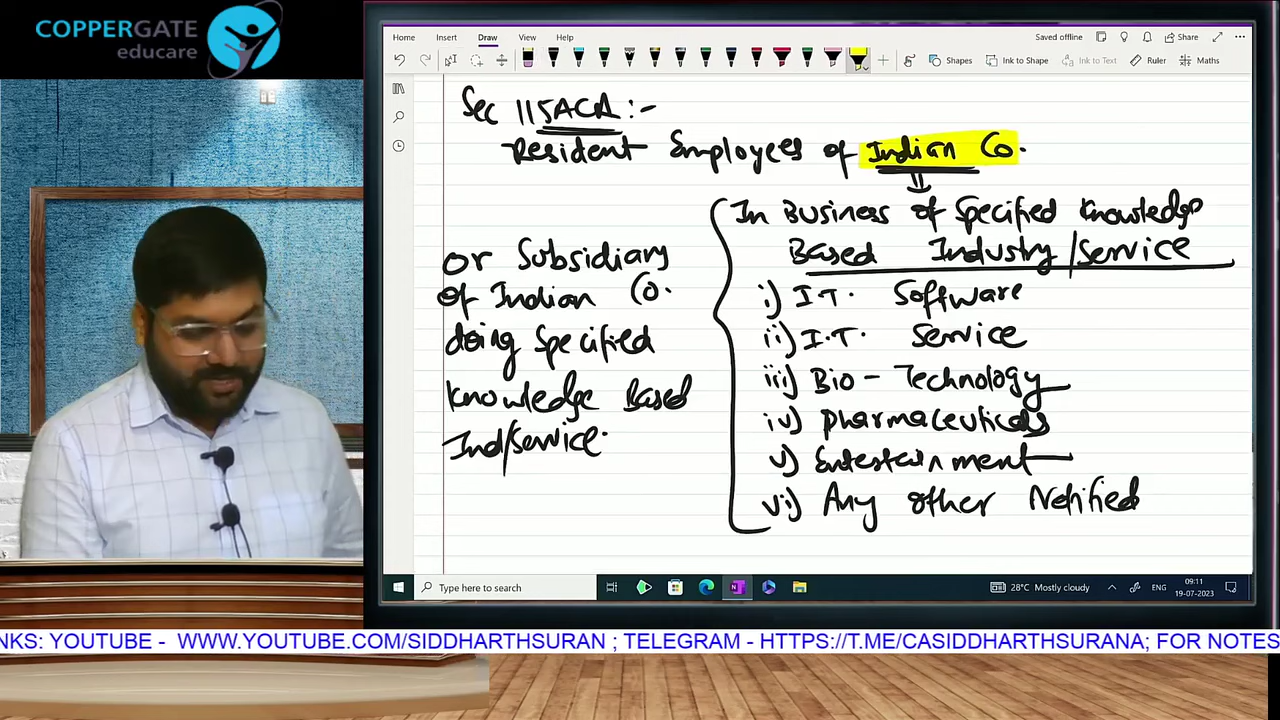 COPPERGATE
educare
Home Insert Draw View Help
Saved offline
Share
Shapes
Ink to Shape
Ink to Text
Ruler
Maths
Sec 115ACA :-
Resident Employees of Indian Co.
In Business of Specified Knowledge
Based Industry/Service
i) I.T. Software
ii) I.T. Service
iii) Bio - Technology
iv) Pharmaceuticals
v) Entertainment
vi) Any other Notified
or Subsidiary
of Indian Co.
doing Specified
Knowledge Based
Ind/Service.
Type here to search
28°C Mostly cloudy
ENG
09:11
19-07-2023
NKS: YOUTUBE - WWW.YOUTUBE.COM/SIDDHARTHSURAN ; TELEGRAM - HTTPS://T.ME/CASIDDHARTHSURANA; FOR NOTES